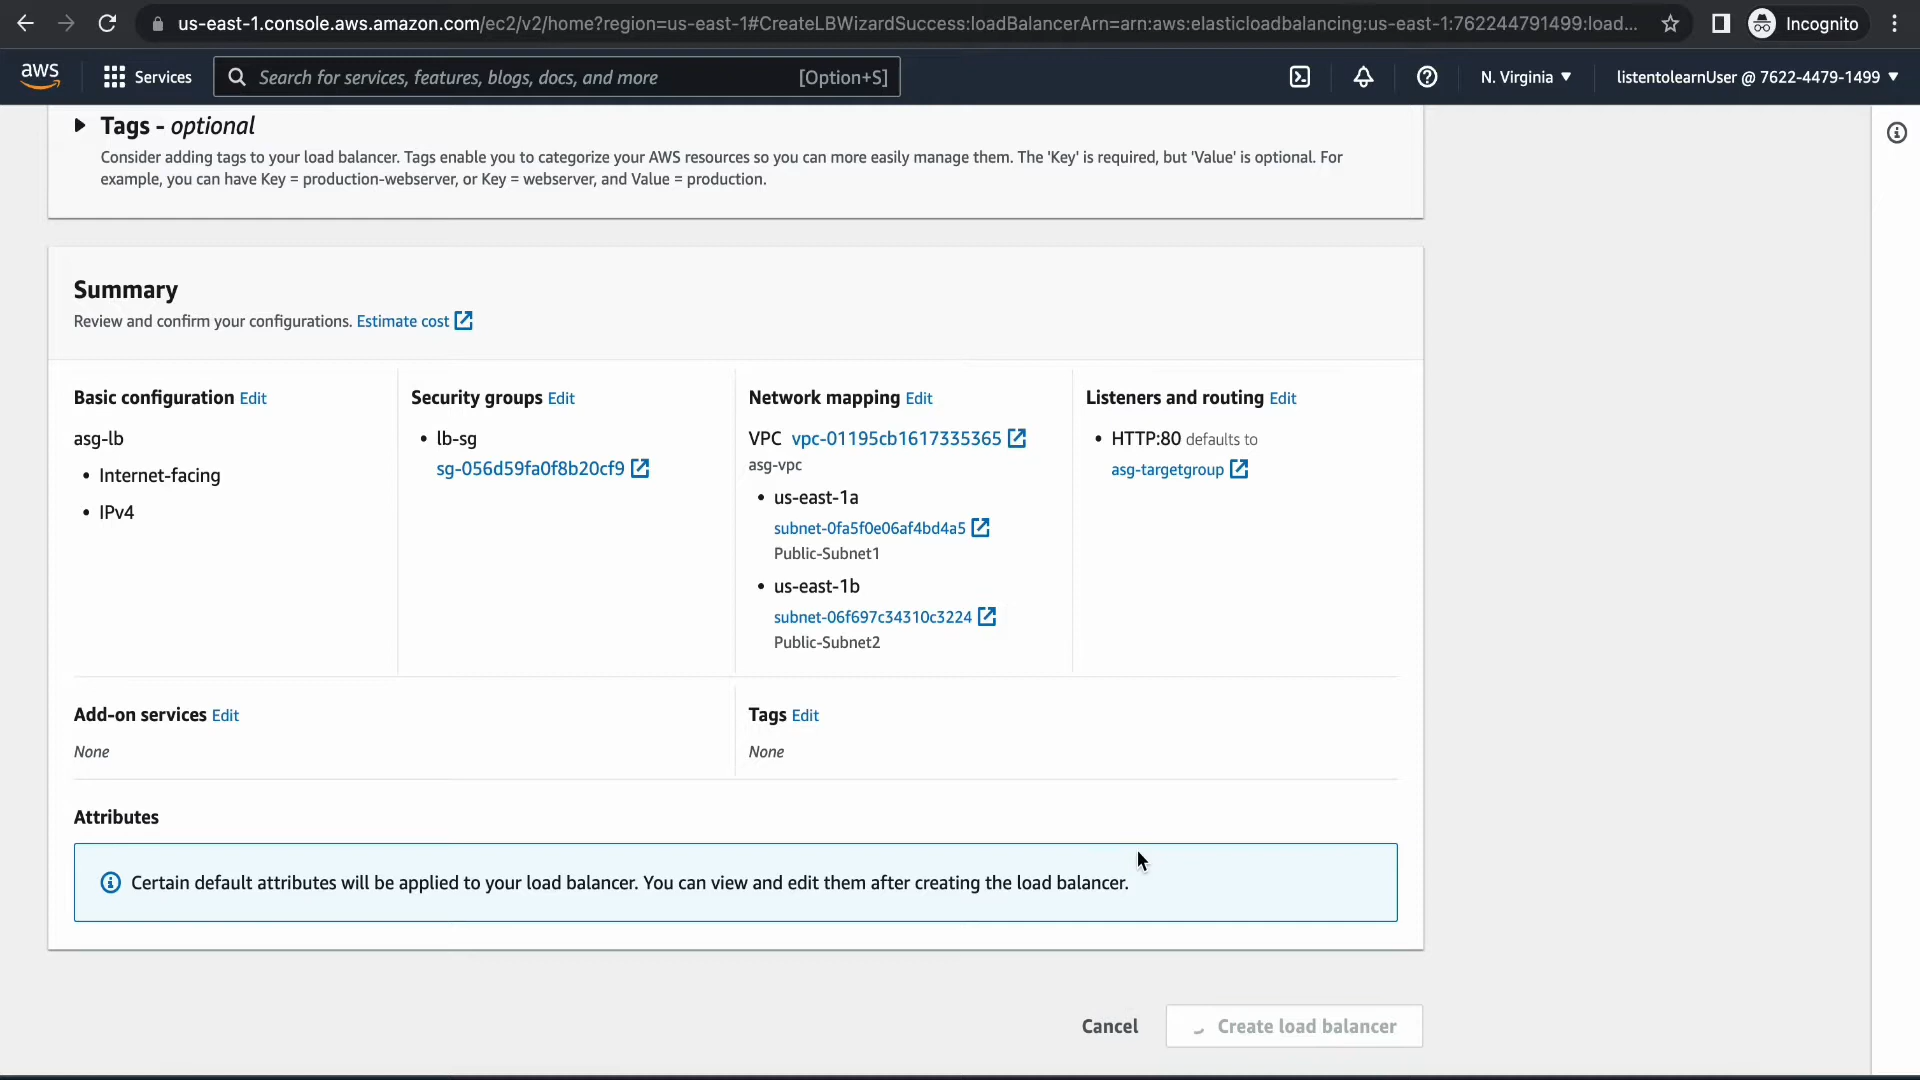 us-east-1.console.aws.amazon.com/ec2/v2/home?region=us-east-1#CreateLBWizardSuccess:loadBalancerArn=arn:aws:elasticloadbalancing:us-east-1:762244791499:load...
Incognito
aws
Services
Search for services, features, blogs, docs, and more
[Option+S]
N. Virginia ▼
listentolearnUser @ 7622-4479-1499 ▼
Tags - optional
Consider adding tags to your load balancer. Tags enable you to categorize your AWS resources so you can more easily manage them. The 'Key' is required, but 'Value' is optional. For
example, you can have Key = production-webserver, or Key = webserver, and Value = production.
Summary
Review and confirm your configurations. Estimate cost
Basic configuration Edit
asg-lb
• Internet-facing
• IPv4
Security groups Edit
• lb-sg
sg-056d59fa0f8b20cf9
Network mapping Edit
VPC vpc-01195cb1617335365
asg-vpc
• us-east-1a
subnet-0fa5f0e06af4bd4a5
Public-Subnet1
• us-east-1b
subnet-06f697c34310c3224
Public-Subnet2
Listeners and routing Edit
• HTTP:80 defaults to
asg-targetgroup
Add-on services Edit
None
Tags Edit
None
Attributes
Certain default attributes will be applied to your load balancer. You can view and edit them after creating the load balancer.
Cancel
Create load balancer